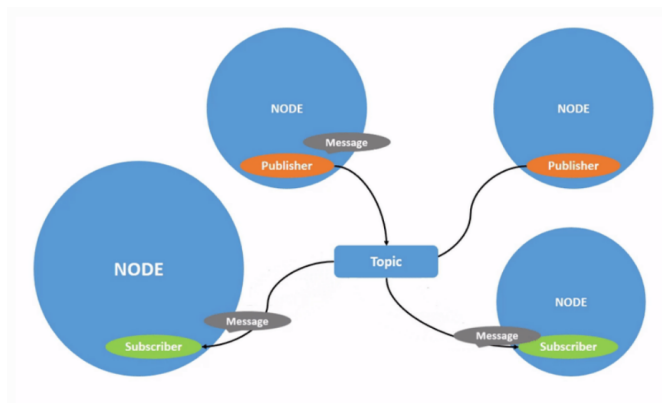 NODE
NODE
Message
Publisher
Publisher
Topic
NODE
NODE
Message
Message
Subscriber
Subscriber